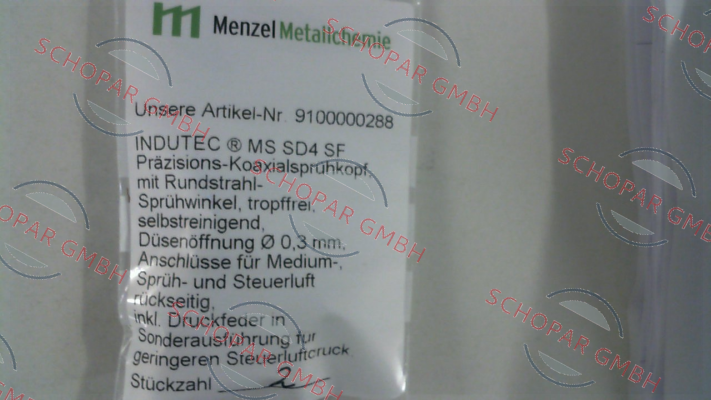 Menzel Metallchemie
Unsere Artikel-Nr. 9100000288
INDUTEC ® MS SD4 SF
Präzisions-Koaxialsprühkopf,
mit Rundstrahl-
Sprühwinkel, tropffrei,
selbstreinigend,
Düsenöffnung Ø 0,3 mm,
Anschlüsse für Medium-,
Sprüh- und Steuerluft
rückseitig,
inkl. Druckfeder in
Sonderausführung für
geringeren Steuerluftdruck
Stückzahl 2
SCHOPAR GMBH
SCHOPAR GMBH
SCHOPAR GMBH
SCHOPAR GMBH
SCHOPAR GMBH